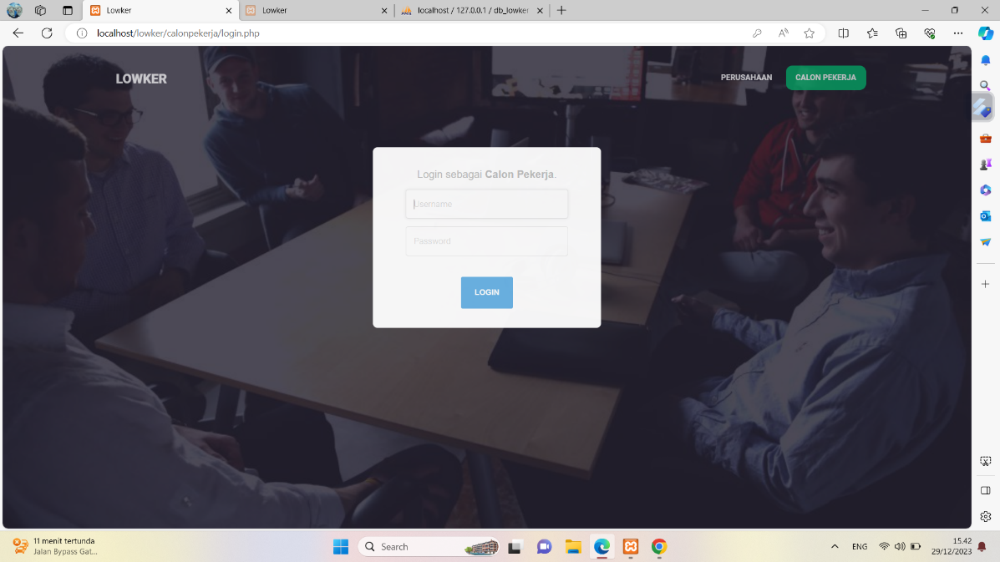 Lowker
Lowker
localhost / 127.0.0.1 / db_lowker
localhost/lowker/calonpekerja/login.php
LOWKER
PERUSAHAAN
CALON PEKERJA
Login sebagai Calon Pekerja.
Username
Password
LOGIN
11 menit tertunda
Jalan Bypass Gat...
Search
ENG
15.42
29/12/2023